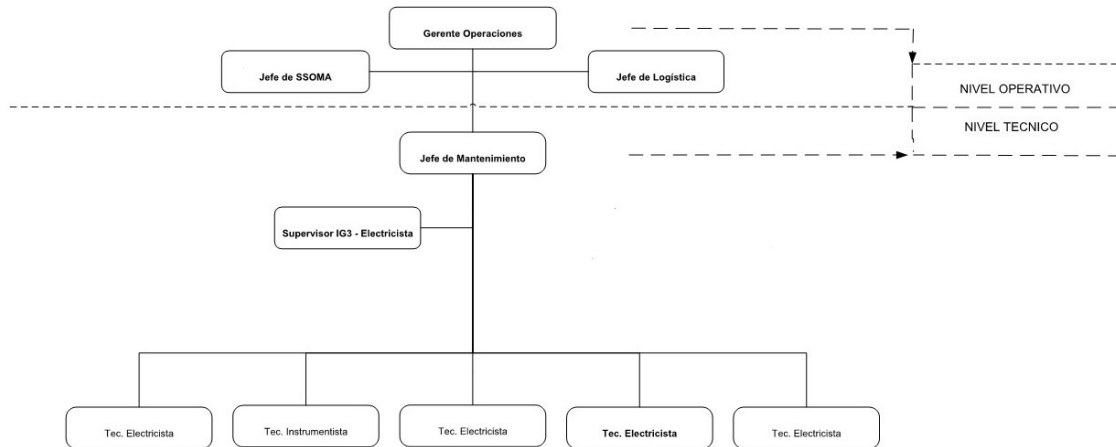 Gerente Operaciones
Jefe de SSOMA
Jefe de Logística
NIVEL OPERATIVO
NIVEL TECNICO
Jefe de Mantenimiento
Supervisor IG3 - Electricista
Tec. Electricista
Tec. Instrumentista
Tec. Electricista
Tec. Electricista
Tec. Electricista